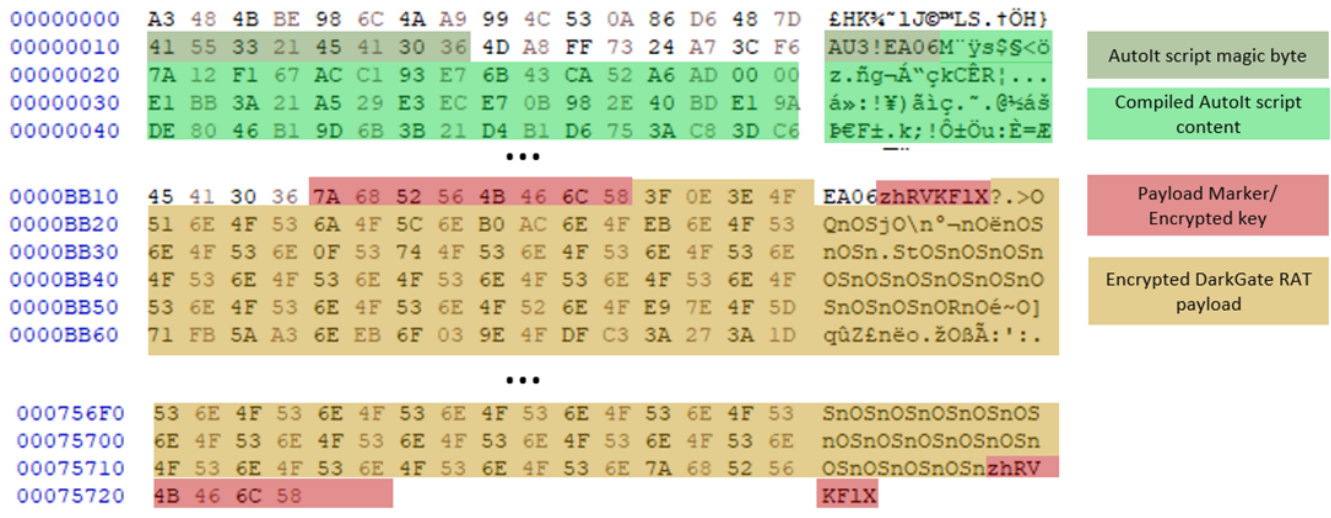 00000000 A3 48 4B BE 98 6C 4A A9 99 4C 53 0A 86 D6 48 7D £HK¾˜lJ©™LS.†ÖH}
00000010 41 55 33 21 45 41 30 36 4D A8 FF 73 24 A7 3C F6 AU3!EA06M¨ÿs$§<ö
00000020 7A 12 F1 67 AC C1 93 E7 6B 43 CA 52 A6 AD 00 00 z.ñg¬Á“çkCÊR¦...
00000030 E1 BB 3A 21 A5 29 E3 EC E7 0B 98 2E 40 BD E1 9A á»:!¥)ãìç.˜.@½áš
00000040 DE 80 46 B1 9D 6B 3B 21 D4 B1 D6 75 3A C8 3D C6 Þ€F±.k;!Ô±Öu:È=Æ
AutoIt script magic byte
Compiled AutoIt script
content
...
0000BB10 45 41 30 36 7A 68 52 56 4B 46 6C 58 3F 0E 3E 4F EA06zhRVKFlX?.>O
0000BB20 51 6E 4F 53 6A 4F 5C 6E B0 AC 6E 4F EB 6E 4F 53 QnOSjO\n°¬nOënOS
0000BB30 6E 4F 53 6E 0F 53 74 4F 53 6E 4F 53 6E 4F 53 6E nOSn.StOSnOSnOSn
0000BB40 4F 53 6E 4F 53 6E 4F 53 6E 4F 53 6E 4F 53 6E 4F OSnOSnOSnOSnOSnO
0000BB50 53 6E 4F 53 6E 4F 53 6E 4F 52 6E 4F E9 7E 4F 5D SnOSnOSnORnOé~O]
0000BB60 71 FB 5A A3 6E EB 6F 03 9E 4F DF C3 3A 27 3A 1D qûZ£nëo.žOßÃ:':.
Payload Marker/
Encrypted key
Encrypted DarkGate RAT
payload
...
000756F0 53 6E 4F 53 6E 4F 53 6E 4F 53 6E 4F 53 6E 4F 53 SnOSnOSnOSnOSnOS
00075700 6E 4F 53 6E 4F 53 6E 4F 53 6E 4F 53 6E 4F 53 6E nOSnOSnOSnOSnOSn
00075710 4F 53 6E 4F 53 6E 4F 53 6E 4F 53 6E 7A 68 52 56 OSnOSnOSnOSnzhRV
00075720 4B 46 6C 58 KFlX